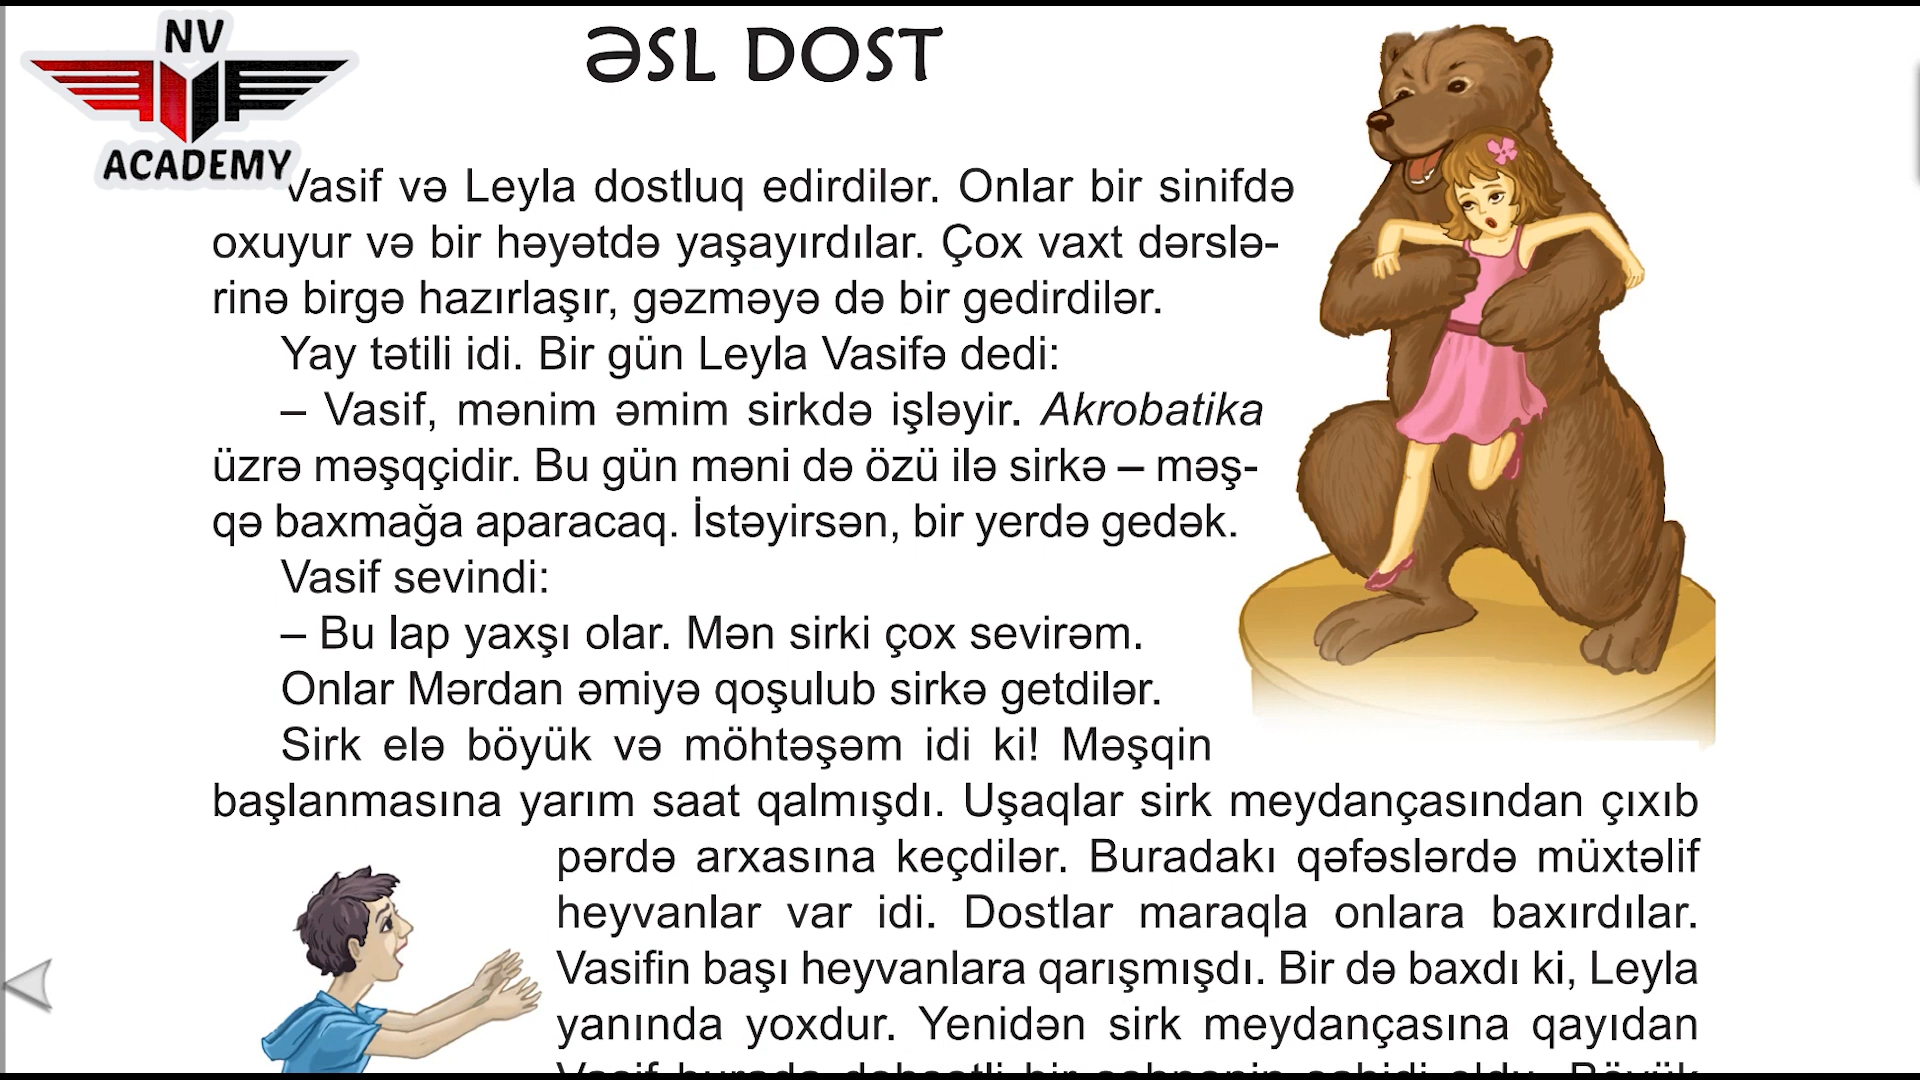 NV
ACADEMY
ƏSL DOST
Vasif və Leyla dostluq edirdilər. Onlar bir sinifdə
oxuyur və bir həyətdə yaşayırdılar. Çox vaxt dərslə-
rinə birgə hazırlaşır, gəzməyə də bir gedirdilər.
Yay tətili idi. Bir gün Leyla Vasifə dedi:
– Vasif, mənim əmim sirkdə işləyir. Akrobatika
üzrə məşqçidir. Bu gün məni də özü ilə sirkə – məş-
qə baxmağa aparacaq. İstəyirsən, bir yerdə gedək.
Vasif sevindi:
– Bu lap yaxşı olar. Mən sirki çox sevirəm.
Onlar Mərdan əmiyə qoşulub sirkə getdilər.
Sirk elə böyük və möhtəşəm idi ki! Məşqin
başlanmasına yarım saat qalmışdı. Uşaqlar sirk meydançasından çıxıb
pərdə arxasına keçdilər. Buradakı qəfəslərdə müxtəlif
heyvanlar var idi. Dostlar maraqla onlara baxırdılar.
Vasifin başı heyvanlara qarışmışdı. Bir də baxdı ki, Leyla
yanında yoxdur. Yenidən sirk meydançasına qayıdan